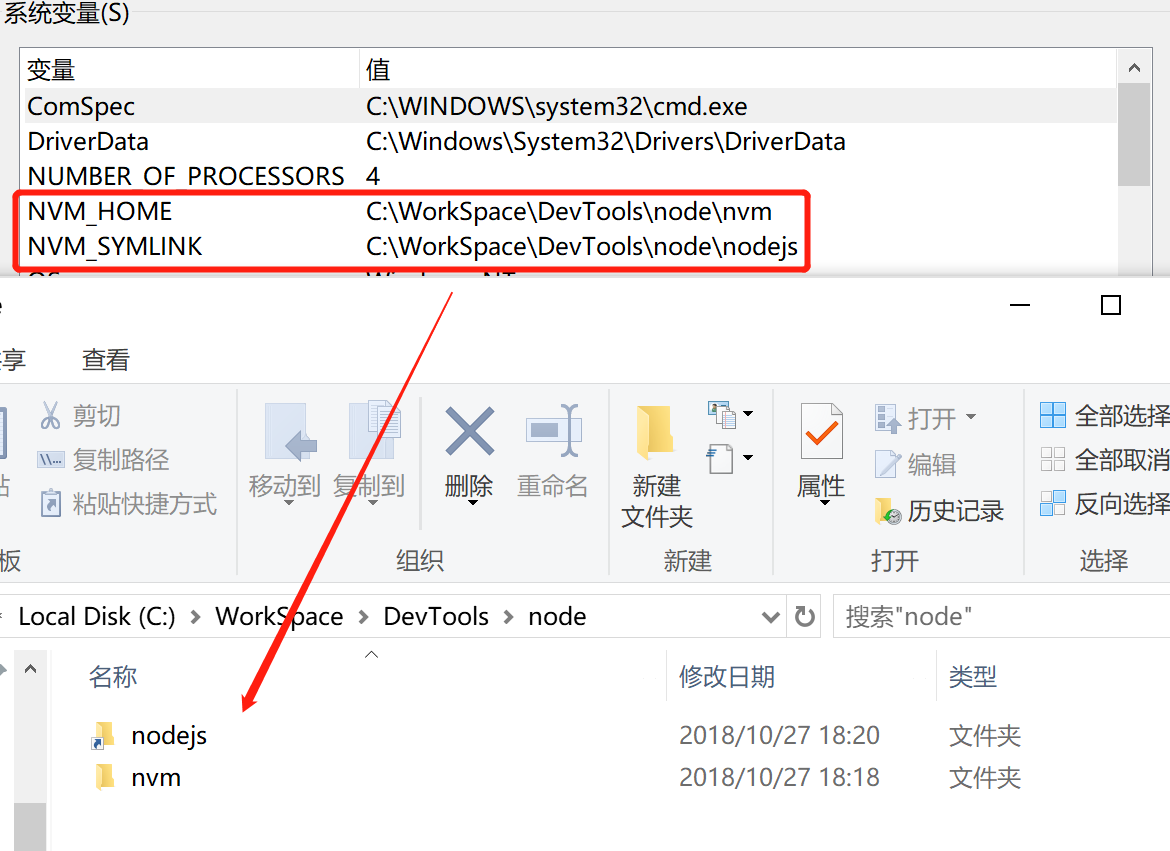 系统变量(S)
变量 值
ComSpec C:\WINDOWS\system32\cmd.exe
DriverData C:\Windows\System32\Drivers\DriverData
NUMBER_OF_PROCESSORS 4
NVM_HOME C:\WorkSpace\DevTools\node\nvm
NVM_SYMLINK C:\WorkSpace\DevTools\node\nodejs
OS Windows_NT
享 查看
剪切
复制路径
粘贴快捷方式
移动到 复制到 删除 重命名
新建
文件夹
属性
打开
编辑
历史记录
全部选择
全部取消
反向选择
板 组织 新建 打开 选择
Local Disk (C:) > WorkSpace > DevTools > node
搜索"node"
名称 修改日期 类型
nodejs 2018/10/27 18:20 文件夹
nvm 2018/10/27 18:18 文件夹